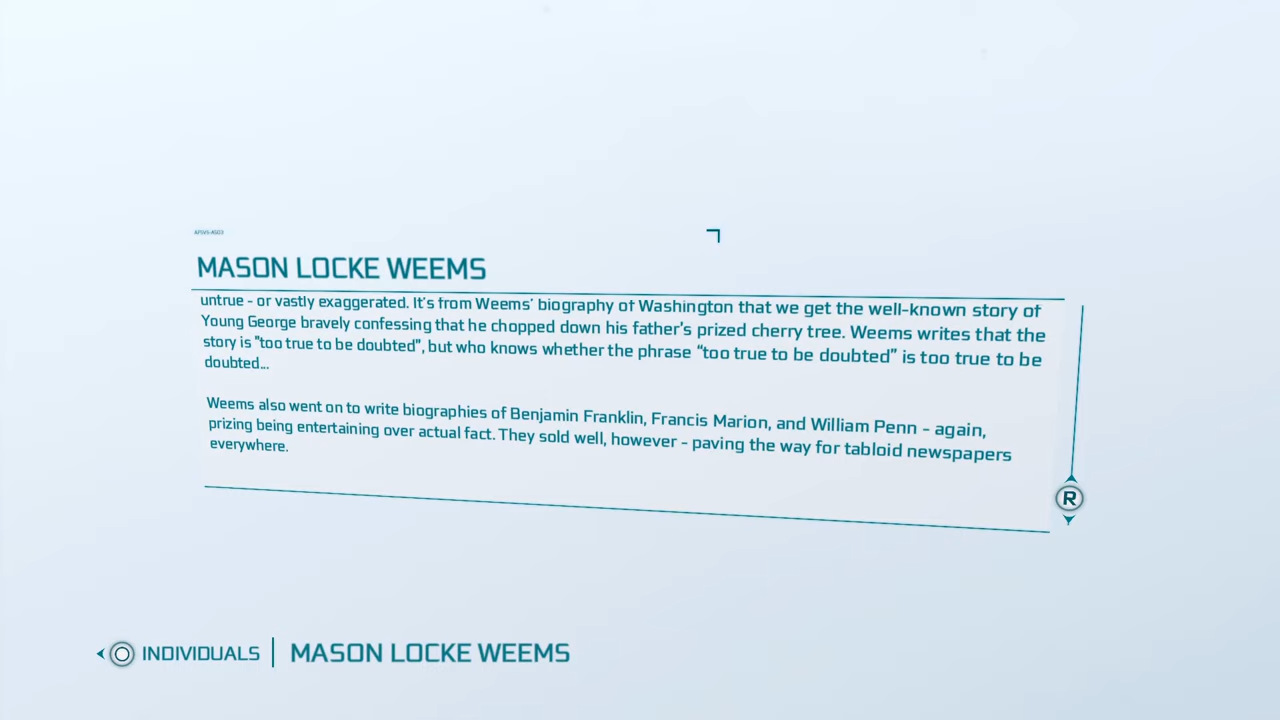 MASON LOCKE WEEMS
untrue - or vastly exaggerated. It's from Weems' biography of Washington that we get the well-known story of
Young George bravely confessing that he chopped down his father's prized cherry tree. Weems writes that the
story is "too true to be doubted", but who knows whether the phrase "too true to be doubted" is too true to be
doubted...
Weems also went on to write biographies of Benjamin Franklin, Francis Marion, and William Penn - again,
prizing being entertaining over actual fact. They sold well, however - paving the way for tabloid newspapers
everywhere.
R
INDIVIDUALS | MASON LOCKE WEEMS